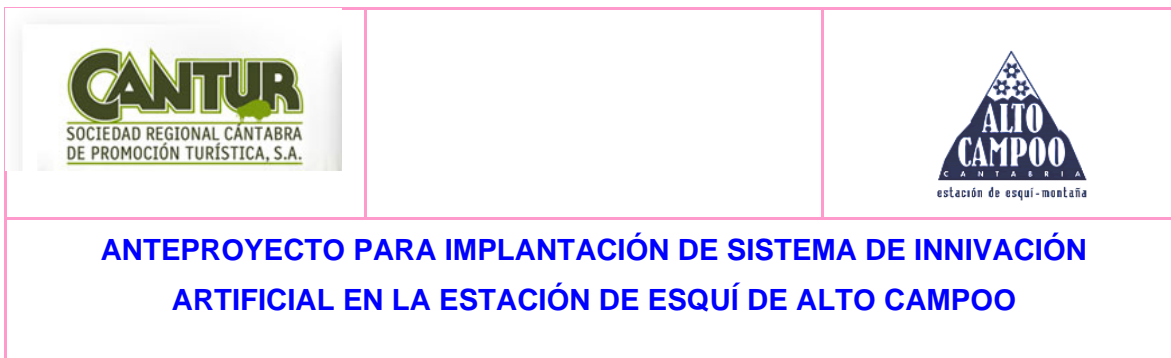 CANTUR
SOCIEDAD REGIONAL CÁNTABRA
DE PROMOCIÓN TURÍSTICA, S.A.
ALTO
CAMPOO
CANTABRIA
estación de esquí-montaña
ANTEPROYECTO PARA IMPLANTACIÓN DE SISTEMA DE INNIVACIÓN
ARTIFICIAL EN LA ESTACIÓN DE ESQUÍ DE ALTO CAMPOO